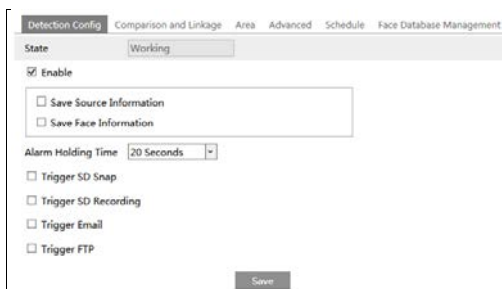 Detection Config Comparison and Linkage Area Advanced Schedule Face Database Management
State Working
Enable
Save Source Information
Save Face Information
Alarm Holding Time 20 Seconds
Trigger SD Snap
Trigger SD Recording
Trigger Email
Trigger FTP
Save